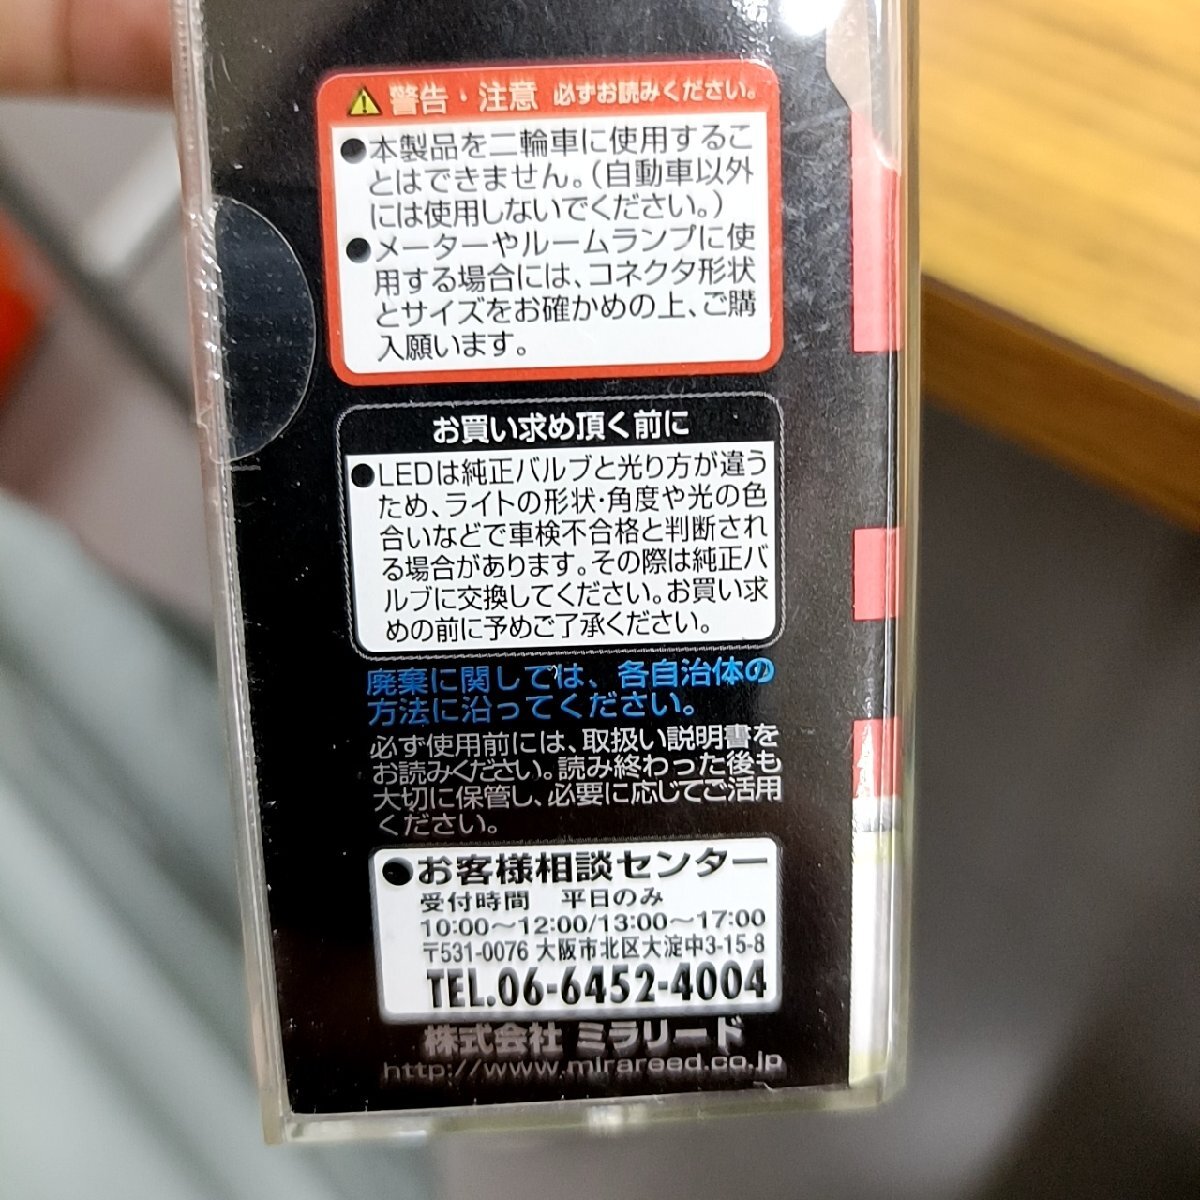 警告・注意 必ずお読みください。
●本製品を二輪車に使用するこ
とはできません。(自動車以外
には使用しないでください。)
●メーターやルームランプに使
用する場合には、コネクタ形状
とサイズをお確かめの上、ご購
入願います。
お買い求め頂く前に
●LEDは純正バルブと光り方が違う
ため、ライトの形状・角度や光の色
合いなどで車検不合格と判断され
る場合があります。その際は純正バ
ルブに交換してください。お買い求
めの前に予めご了承ください。
廃棄に関しては、各自治体の
方法に沿ってください。
必ず使用前には、取扱い説明書を
お読みください。読み終わった後も
大切に保管し、必要に応じてご活用
ください。
●お客様相談センター
受付時間 平日のみ
10:00〜12:00/13:00〜17:00
〒531-0076 大阪市北区大淀中3-15-8
TEL.06-6452-4004
株式会社 ミラリード
http://www.mirareed.co.jp